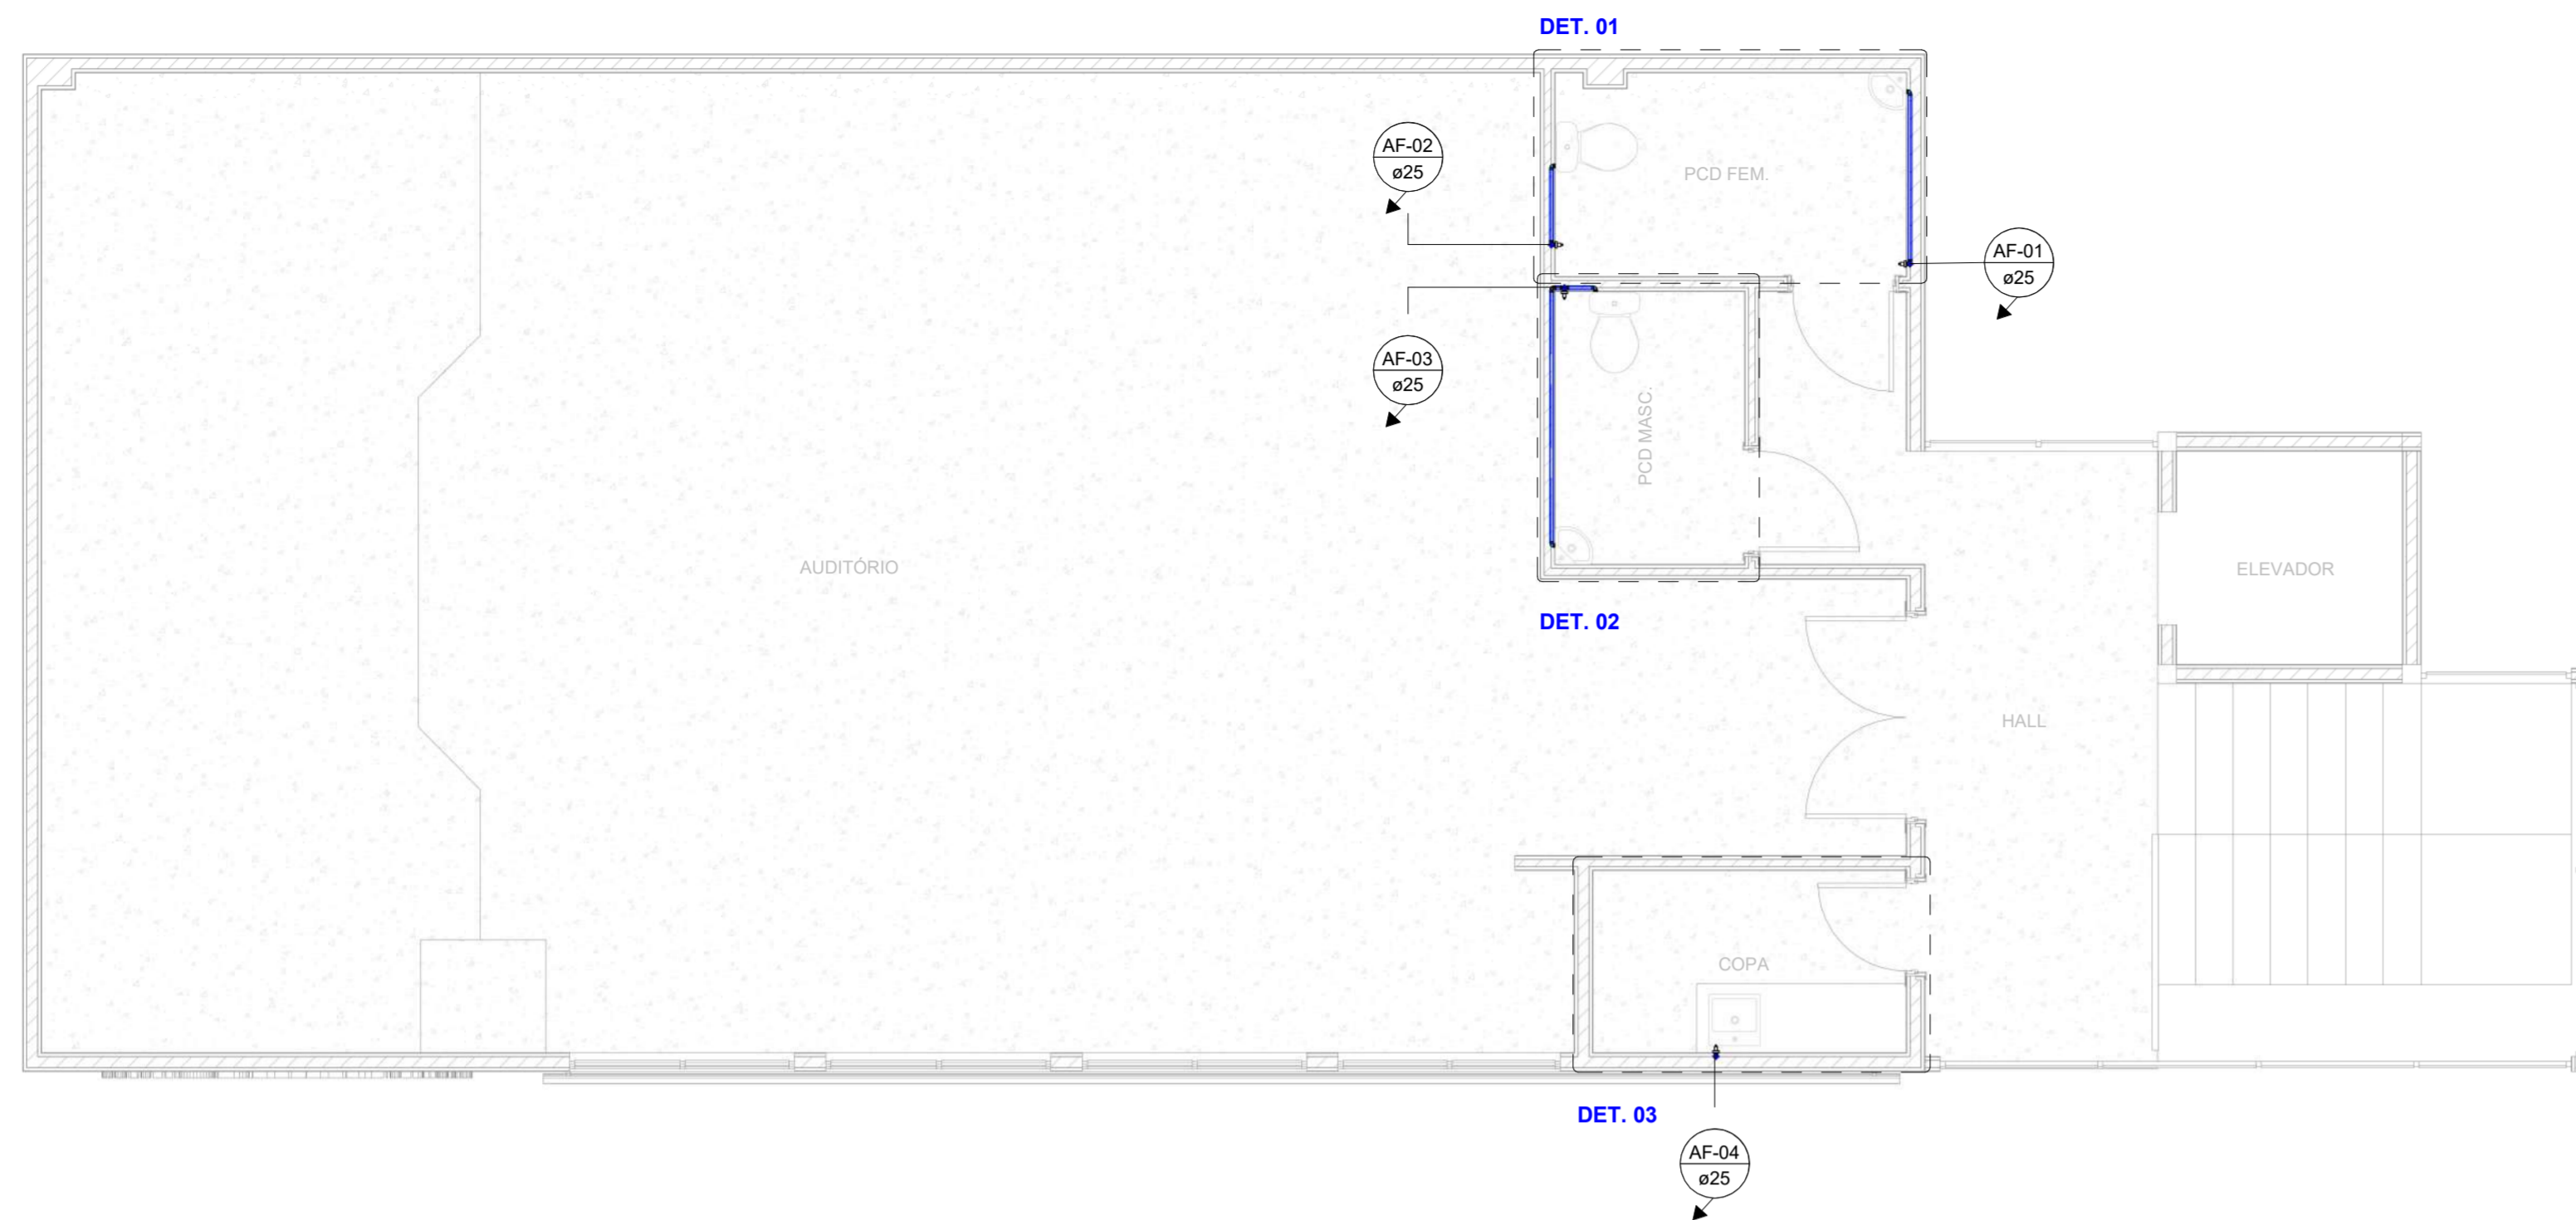 DET. 01
AF-02
ø25
PCD FEM.
AF-01
ø25
AF-03
ø25
PCD MASC.
AUDITÓRIO
ELEVADOR
DET. 02
HALL
COPA
DET. 03
AF-04
ø25